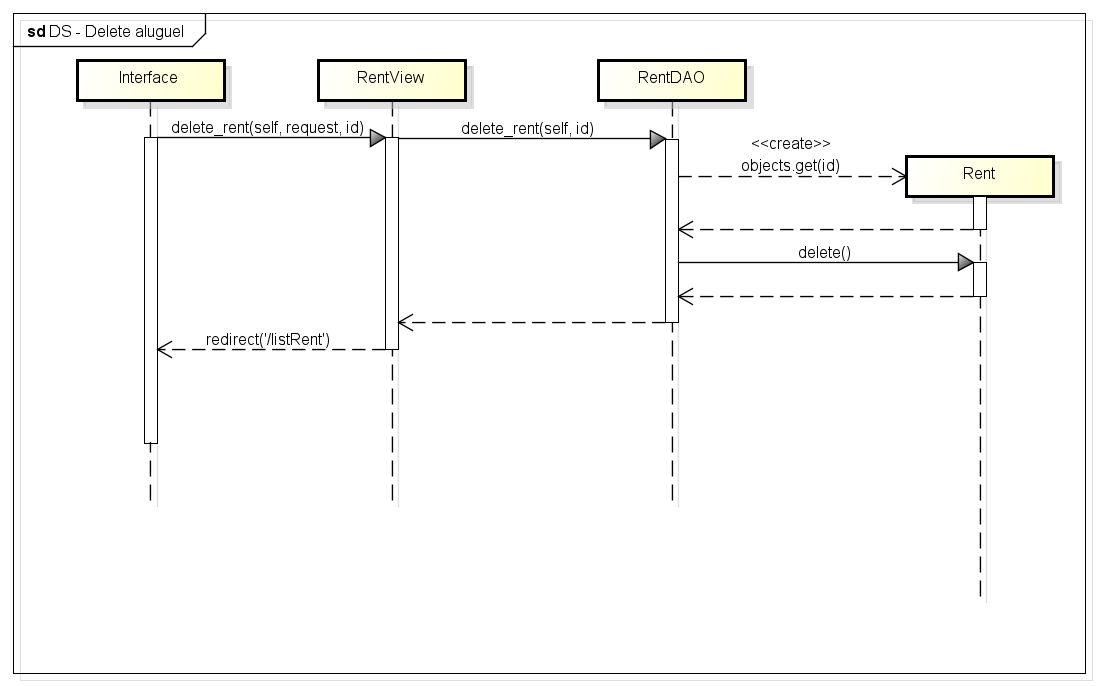 sd DS - Delete aluguel
Interface
RentView
RentDAO
delete_rent(self, request, id)
delete_rent(self, id)
<<create>>
objects.get(id)
Rent
delete()
redirect('/listRent')